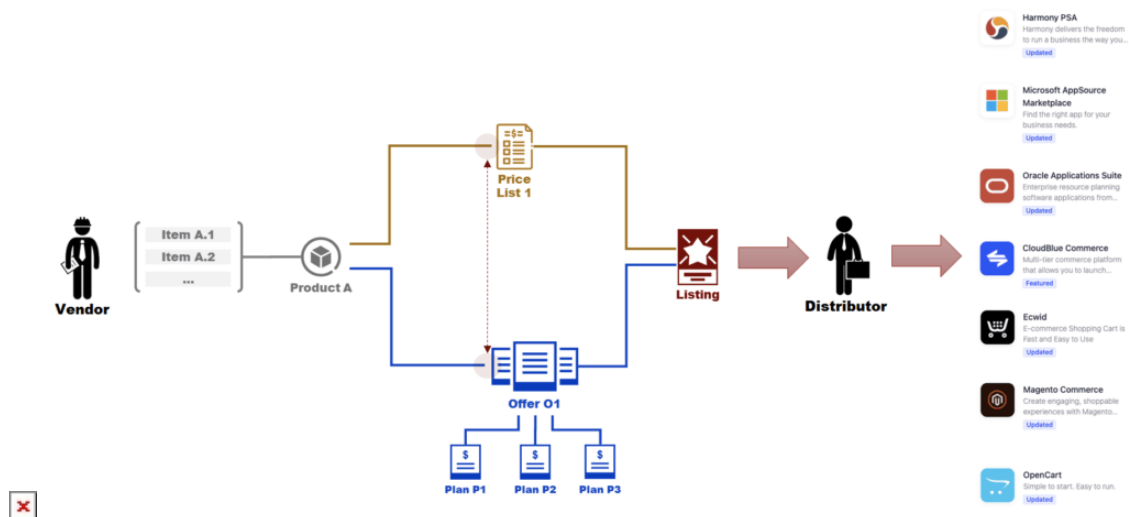 Vendor
Item A.1
Item A.2
...
Product A
=$=
Price
List 1
Offer O1
$
$
$
Plan P1
Plan P2
Plan P3
Listing
Distributor
Harmony PSA
Harmony delivers the freedom
to run a business the way you...
Updated
Microsoft AppSource
Marketplace
Find the right app for your
business needs.
Updated
Oracle Applications Suite
Enterprise resource planning
software applications from...
Updated
CloudBlue Commerce
Multi-tier commerce platform
that allows you to launch...
Featured
Ecwid
E-commerce Shopping Cart is
Fast and Easy to Use
Updated
Magento Commerce
Create engaging, shoppable
experiences with Magento...
Updated
OpenCart
Simple to start. Easy to run.
Updated